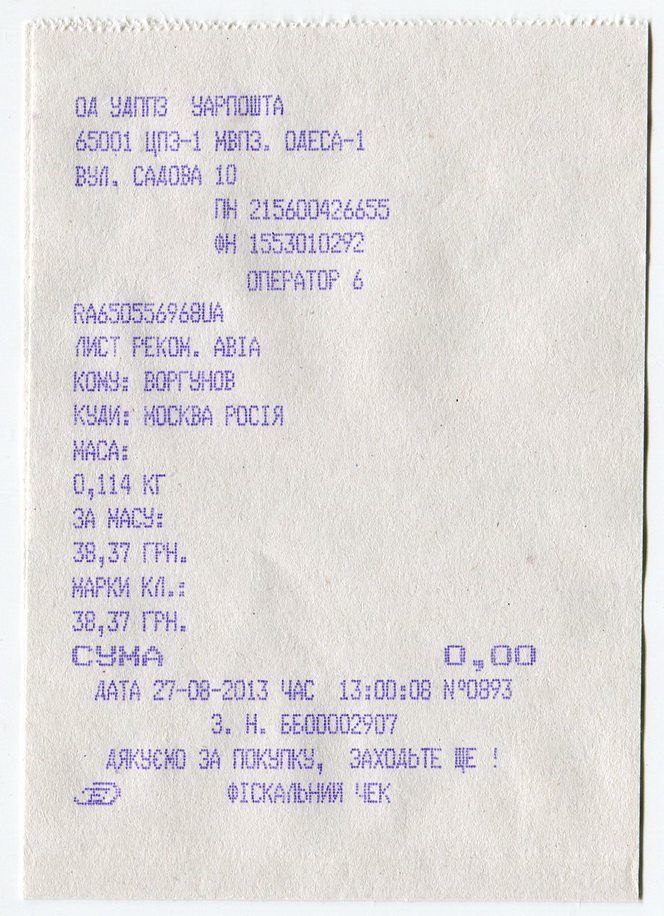 ОД УДППЗ УАРПОШТА
65001 ЦПЗ-1 МВПЗ. ОДЕСА-1
ВУЛ. САДОВА 10
ПН 215600426655
ФН 1553010292
ОПЕРАТОР 6
RA650556968UA
ЛИСТ РЕКОМ. АВІА
КОМУ: ВОРГУНОВ
КУДИ: МОСКВА РОСІЯ
МАСА:
0,114 КГ
ЗА МАСУ:
38,37 ГРН.
МАРКИ КЛ.:
38,37 ГРН.
СУМА 0,00
ДАТА 27-08-2013 ЧАС 13:00:08 №0893
З. Н. ББ00002907
ДЯКУЄМО ЗА ПОКУПКУ, ЗАХОДЬТЕ ЩЕ !
ФІСКАЛЬНИЙ ЧЕК